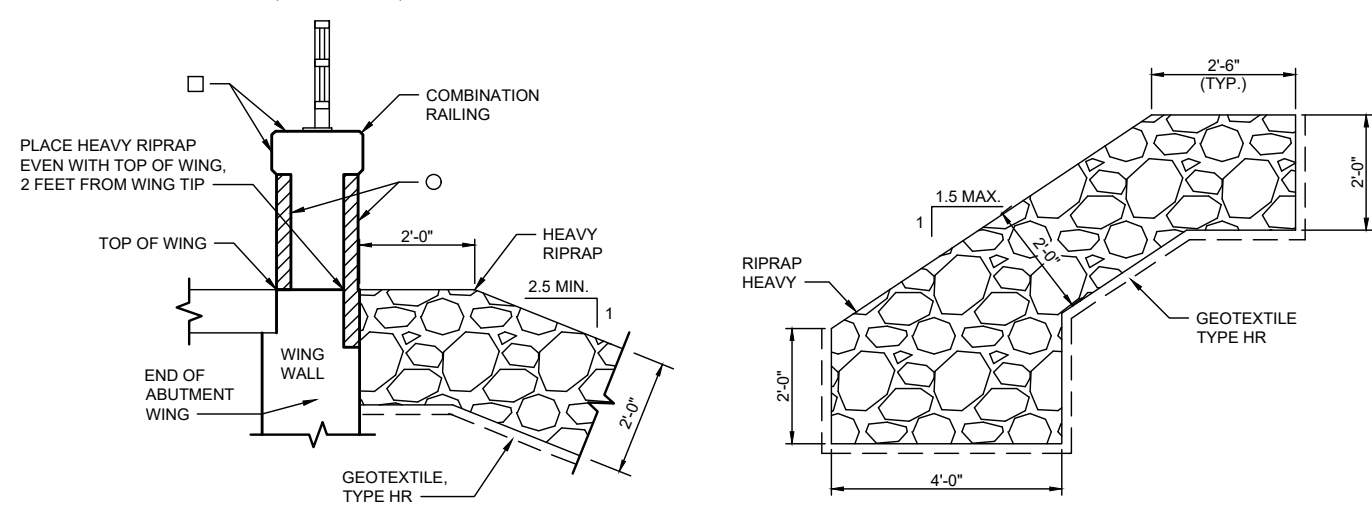 COMBINATION
RAILING
PLACE HEAVY RIPRAP
EVEN WITH TOP OF WING,
2 FEET FROM WING TIP
TOP OF WING
2'-0"
HEAVY
RIPRAP
2.5 MIN.
1
WING
WALL
END OF
ABUTMENT
WING
2'-0"
GEOTEXTILE,
TYPE HR
2'-6"
(TYP.)
2'-0"
1.5 MAX.
1
2'-0"
RIPRAP
HEAVY
GEOTEXTILE
TYPE HR
2'-0"
4'-0"